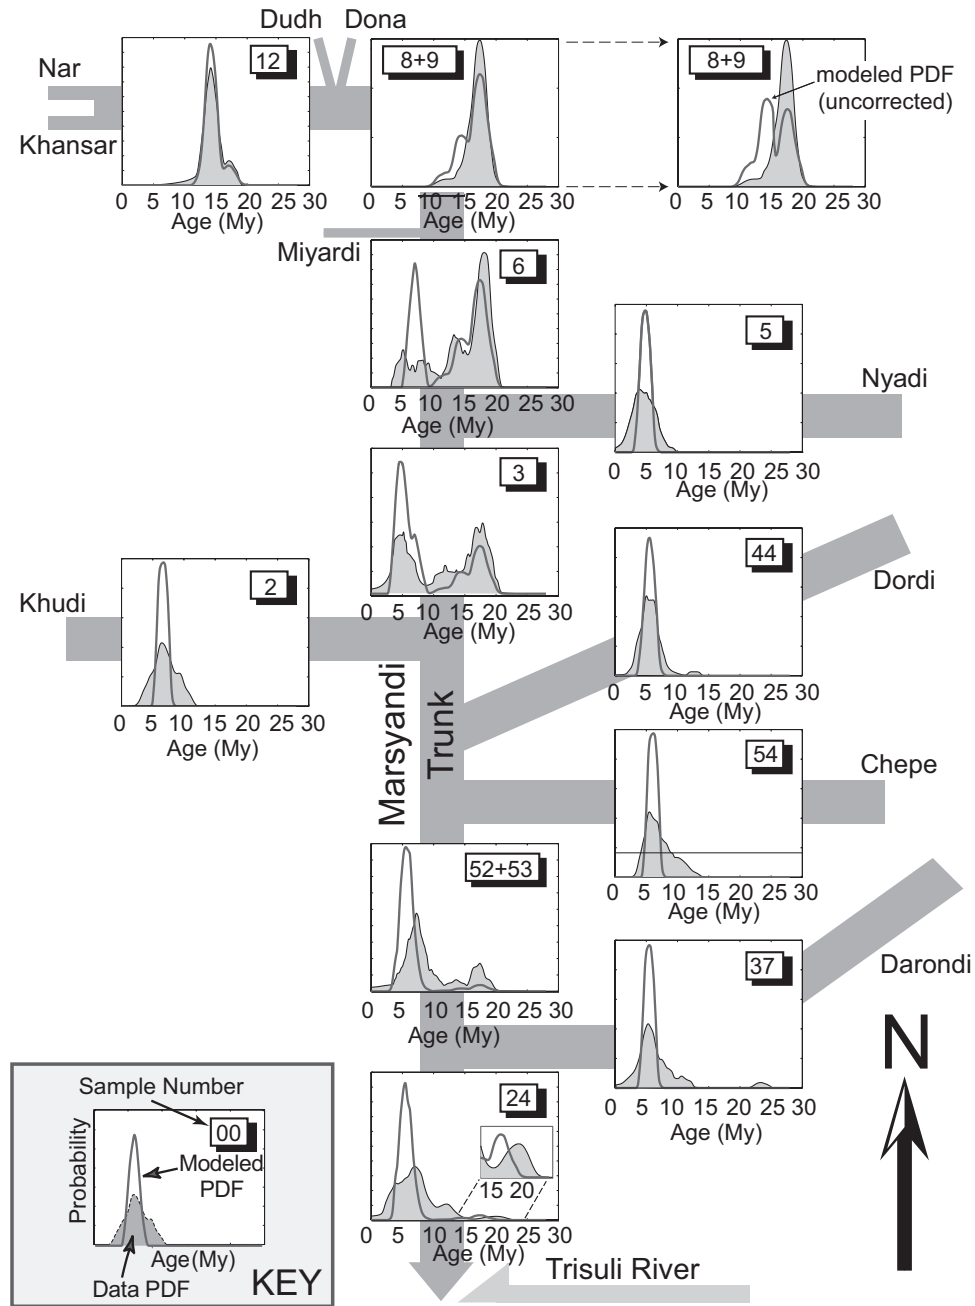 Dudh Dona
Nar
Khansar
12
0 5 10 15 20 25 30
Age (My)
8+9
0 5 10 15 20 25 30
Age (My)
8+9
modeled PDF
(uncorrected)
0 5 10 15 20 25 30
Age (My)
Miyardi
6
0 5 10 15 20 25 30
Age (My)
5
Nyadi
0 5 10 15 20 25 30
Age (My)
3
0 5 10 15 20 25 30
Age (My)
44
Dordi
0 5 10 15 20 25 30
Age (My)
Khudi
2
0 5 10 15 20 25 30
Age (My)
Marsyandi
Trunk
54
Chepe
0 5 10 15 20 25 30
Age (My)
52+53
0 5 10 15 20 25 30
Age (My)
37
Darondi
0 5 10 15 20 25 30
Age (My)
N
24
15 20
0 5 10 15 20 25 30
Age (My)
Trisuli River
Sample Number
00
Probability
Modeled
PDF
Age(My)
Data PDF
KEY